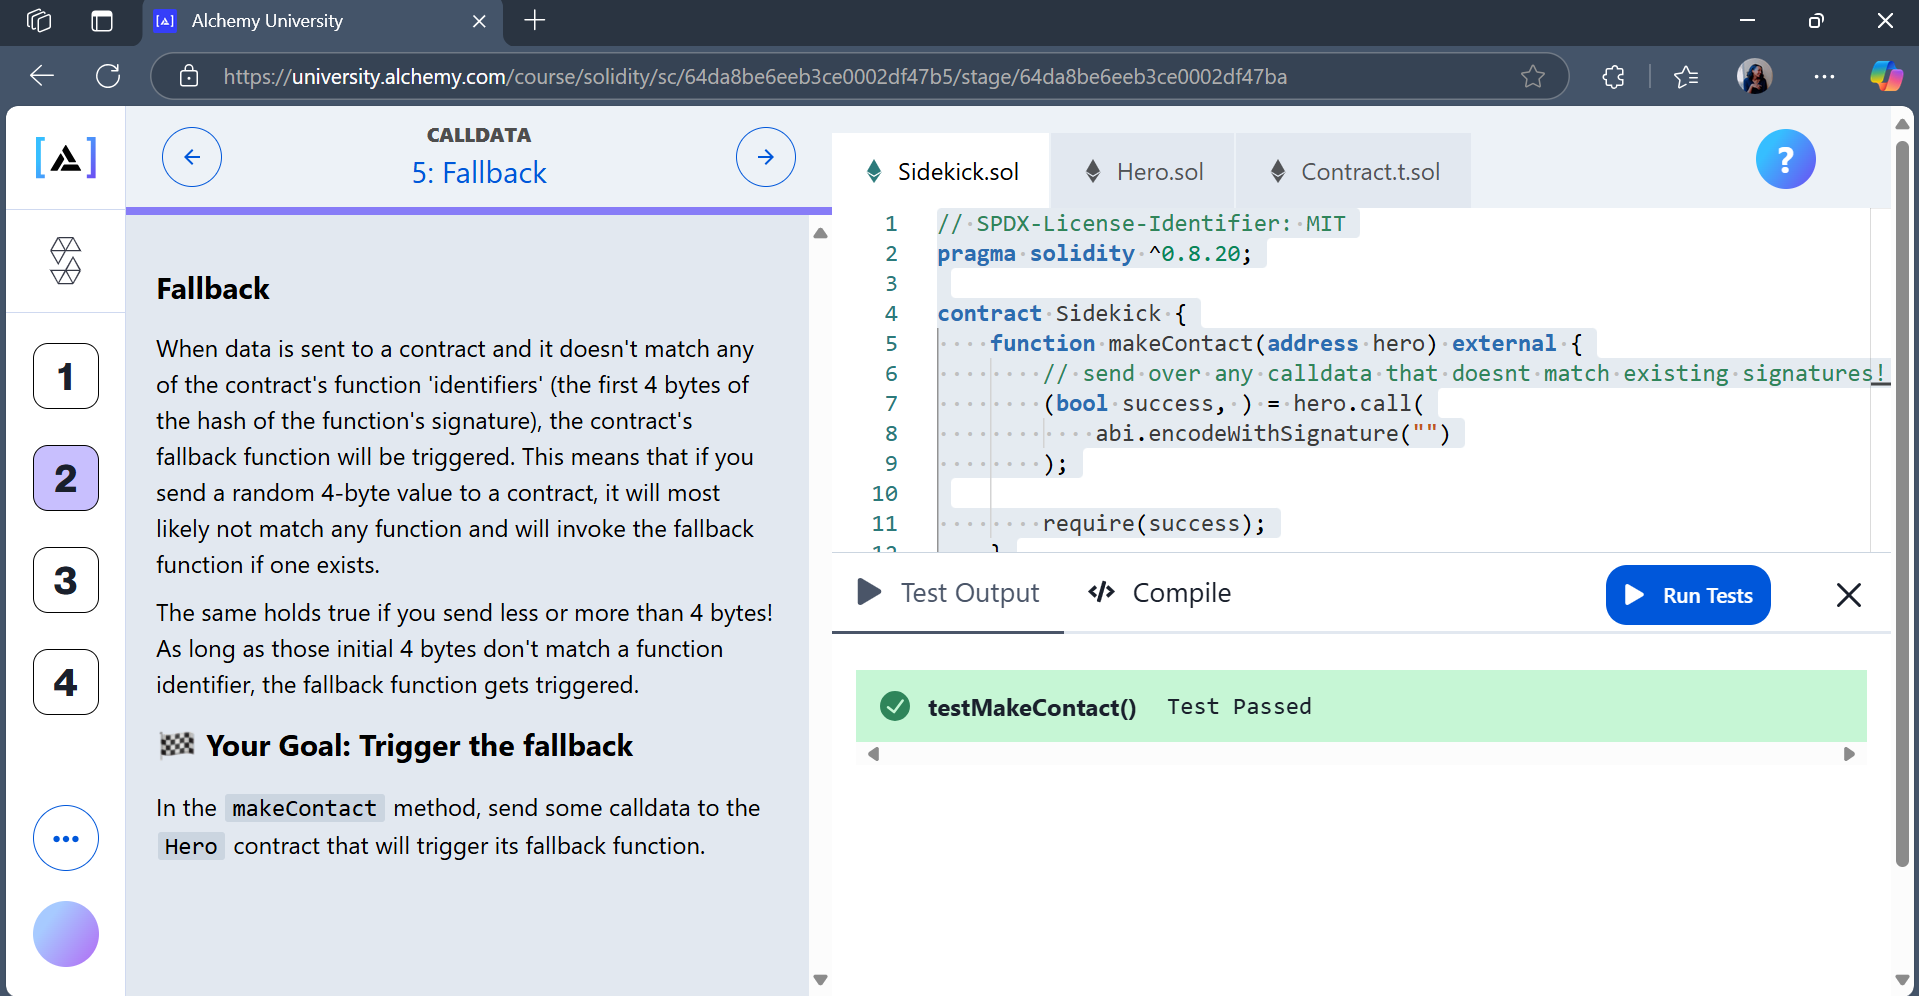 Alchemy University
https://university.alchemy.com/course/solidity/sc/64da8be6eeb3ce0002df47b5/stage/64da8be6eeb3ce0002df47ba
CALLDATA
5: Fallback
1
2
3
4
Fallback
When data is sent to a contract and it doesn't match any
of the contract's function 'identifiers' (the first 4 bytes of
the hash of the function's signature), the contract's
fallback function will be triggered. This means that if you
send a random 4-byte value to a contract, it will most
likely not match any function and will invoke the fallback
function if one exists.
The same holds true if you send less or more than 4 bytes!
As long as those initial 4 bytes don't match a function
identifier, the fallback function gets triggered.
Your Goal: Trigger the fallback
In the makeContact method, send some calldata to the
Hero contract that will trigger its fallback function.
Sidekick.sol
Hero.sol
Contract.t.sol
?
1 // SPDX-License-Identifier: MIT
2 pragma solidity ^0.8.20;
3
4 contract Sidekick {
5 function makeContact(address hero) external {
6 // send over any calldata that doesnt match existing signatures!
7 (bool success, ) = hero.call(
8 abi.encodeWithSignature("")
9 );
10
11 require(success);
12 }
Test Output
Compile
Run Tests
testMakeContact() Test Passed